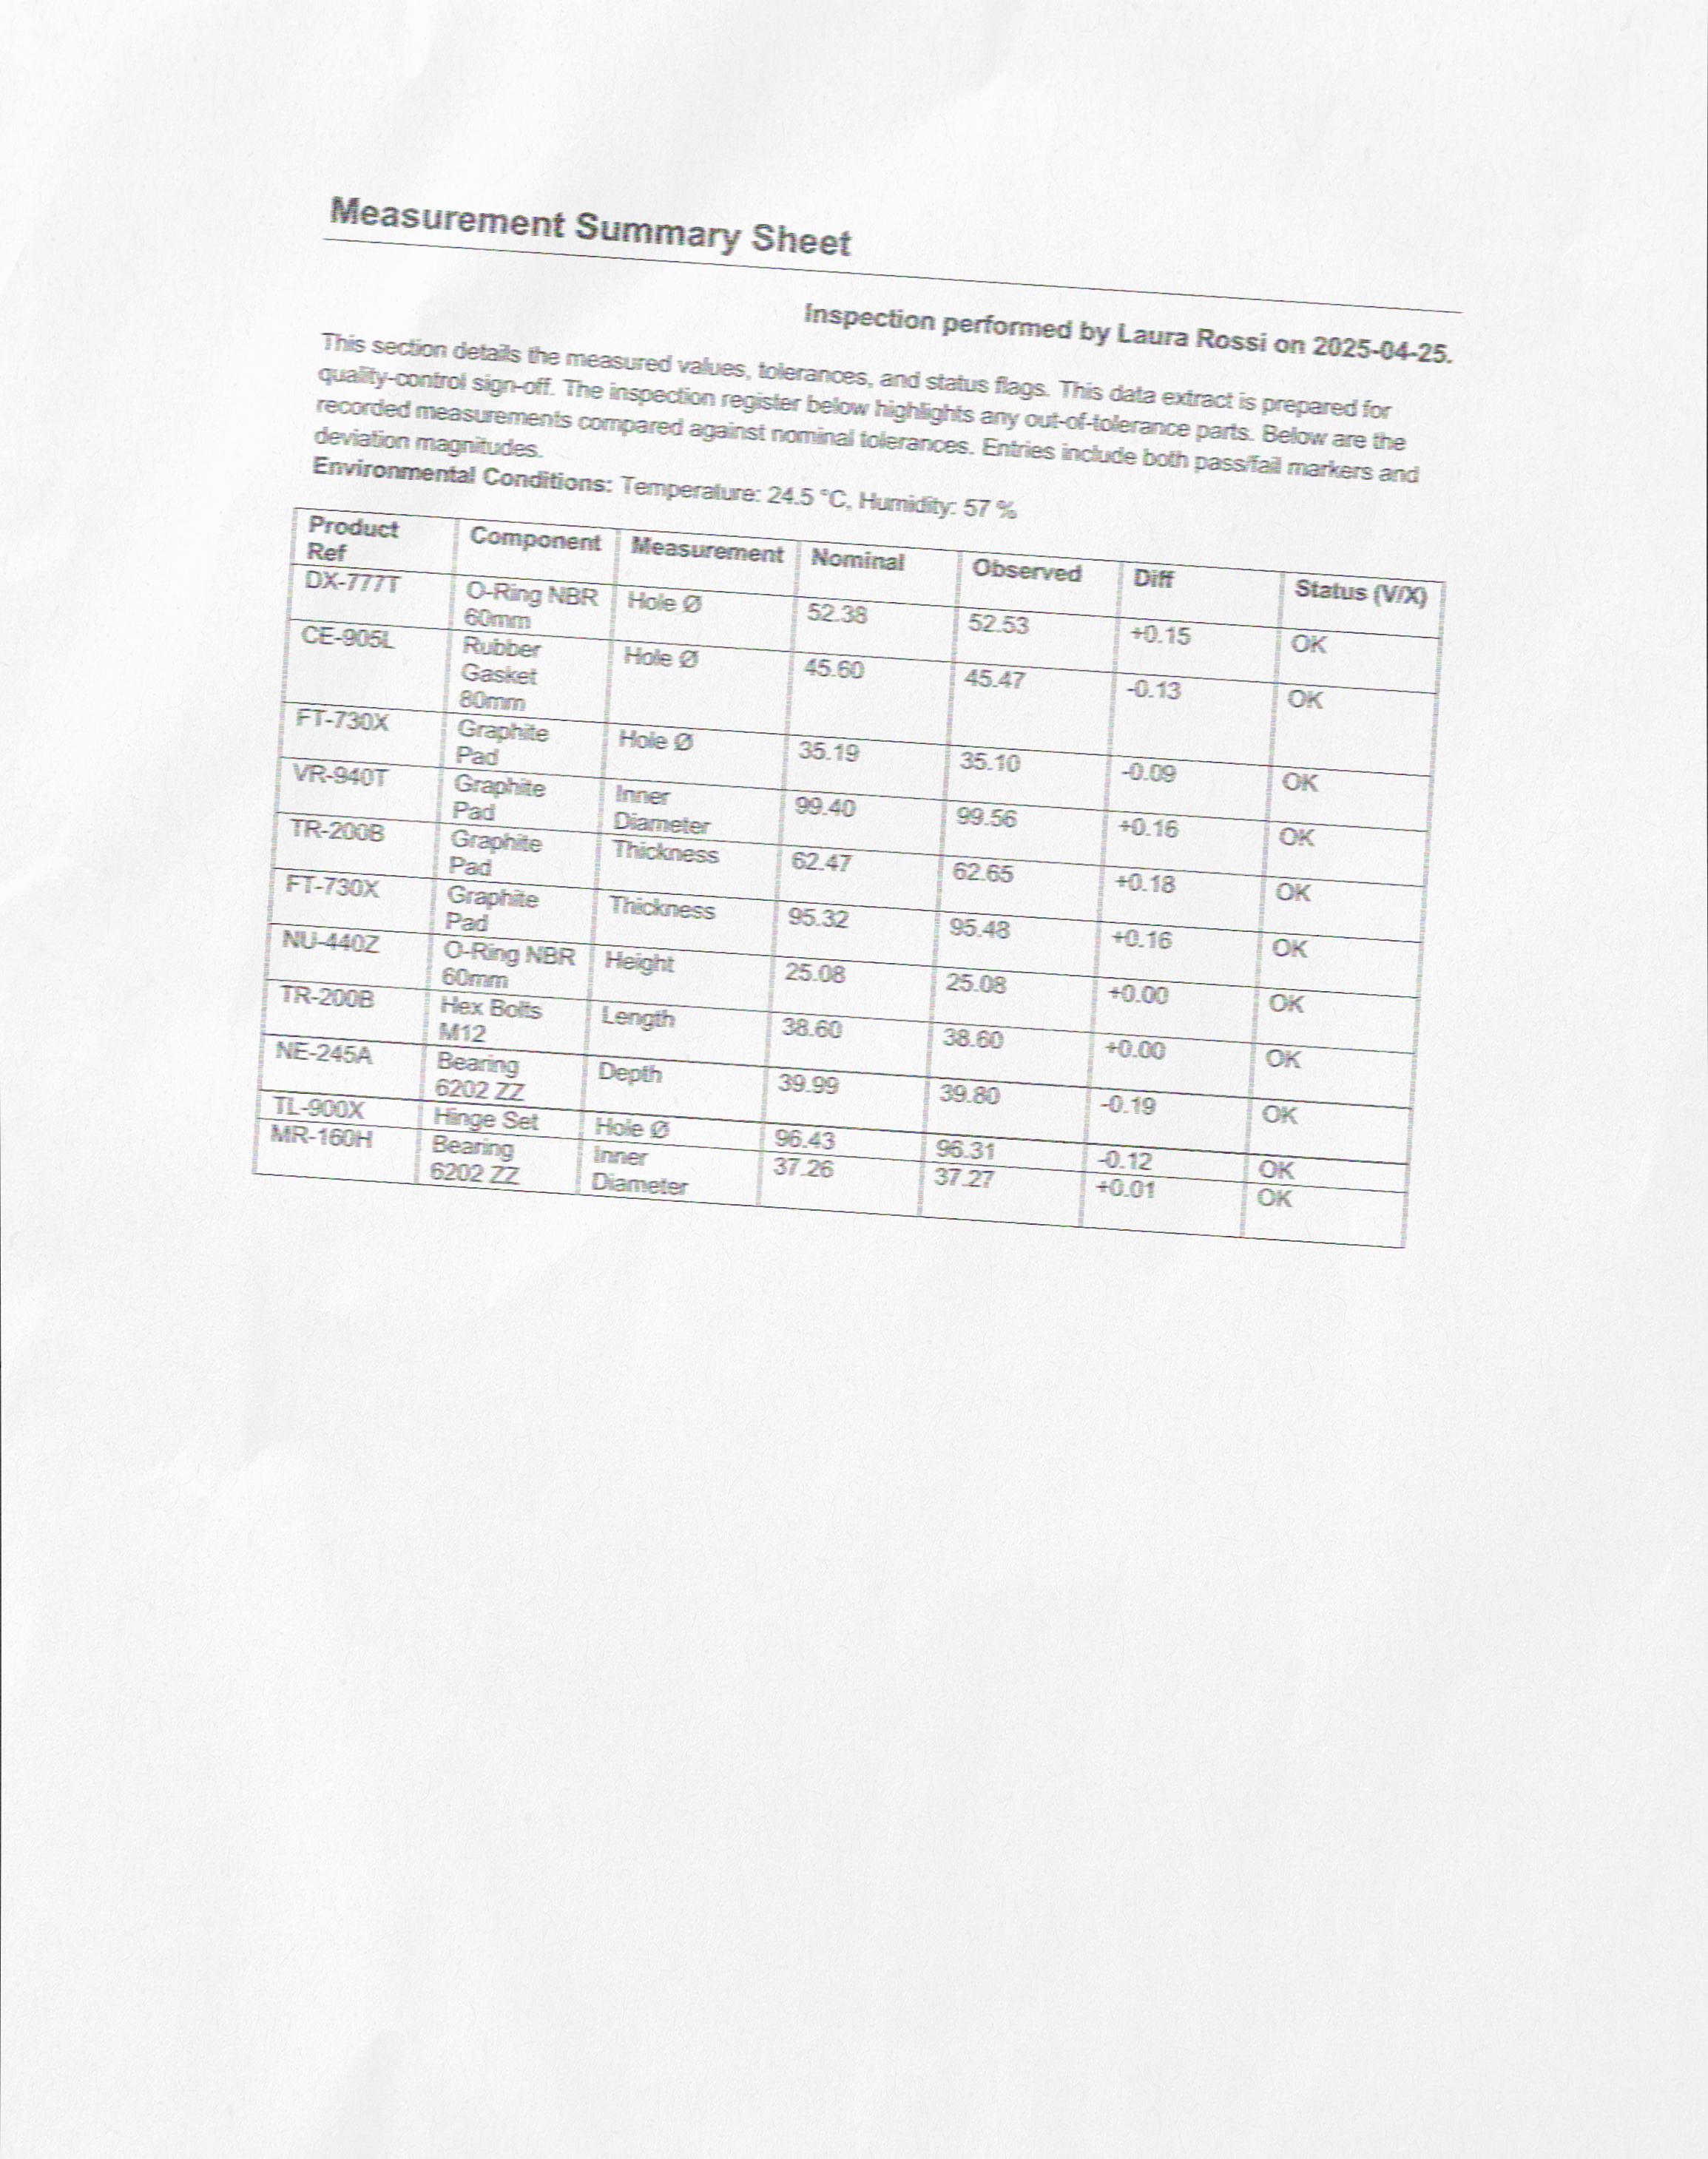 Measurement Summary Sheet
Inspection performed by Laura Rossi on 2025-04-25.
This section details the measured values, tolerances, and status flags. This data extract is prepared for
quality-control sign-off. The inspection register below highlights any out-of-tolerance parts. Below are the
recorded measurements compared against nominal tolerances. Entries include both pass/fail markers and
deviation magnitudes.
Environmental Conditions: Temperature: 24.5 °C, Humidity: 57 %
Product Ref Component Measurement Nominal Observed Diff Status (V/X)
DX-777T O-Ring NBR 60mm Hole Ø 52.38 52.53 +0.15 OK
CE-905L Rubber Gasket 80mm Hole Ø 45.60 45.47 -0.13 OK
FT-730X Graphite Pad Hole Ø 35.19 35.10 -0.09 OK
VR-940T Graphite Pad Inner Diameter 99.40 99.56 +0.16 OK
TR-200B Graphite Pad Thickness 62.47 62.65 +0.18 OK
FT-730X Graphite Pad Thickness 95.32 95.48 +0.16 OK
NU-440Z O-Ring NBR 60mm Height 25.08 25.08 +0.00 OK
TR-200B Hex Bolts M12 Length 38.60 38.60 +0.00 OK
NE-245A Bearing 6202 ZZ Depth 39.99 39.80 -0.19 OK
TL-900X Hinge Set Hole Ø 96.43 96.31 -0.12 OK
MR-160H Bearing 6202 ZZ Inner Diameter 37.26 37.27 +0.01 OK